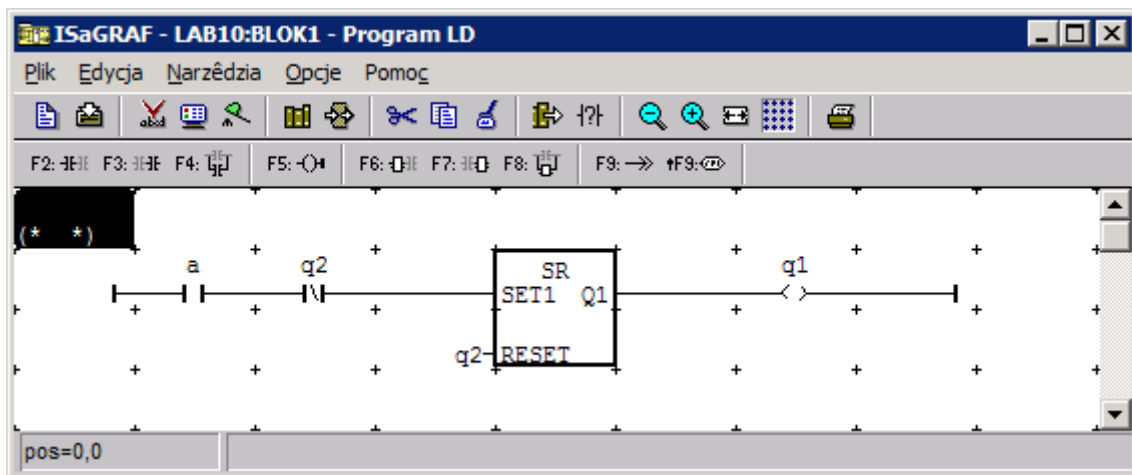 ISaGRAF - LAB10:BLOK1 - Program LD
Plik Edycja Narzêdzia Opcje Pomoc
abcd
F2: F3: F4: F5: F6: F7: F8: F9: F9:
(* *)
a q2 SR q1
SET1 Q1
q2 RESET
pos=0,0